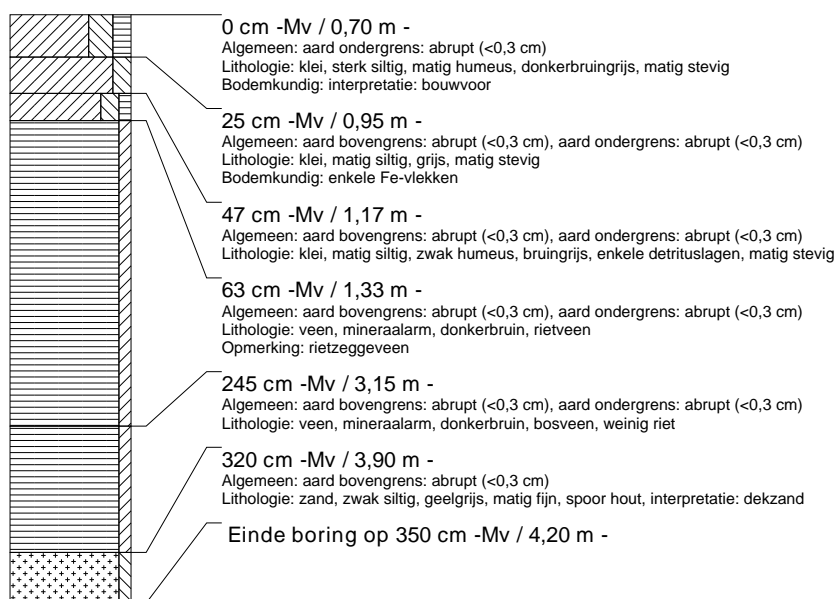 0 cm -Mv / 0,70 m -
Algemeen: aard ondergrens: abrupt (<0,3 cm)
Lithologie: klei, sterk siltig, matig humeus, donkerbruingrijs, matig stevig
Bodemkundig: interpretatie: bouwvoor
25 cm -Mv / 0,95 m -
Algemeen: aard bovengrens: abrupt (<0,3 cm), aard ondergrens: abrupt (<0,3 cm)
Lithologie: klei, matig siltig, grijs, matig stevig
Bodemkundig: enkele Fe-vlekken
47 cm -Mv / 1,17 m -
Algemeen: aard bovengrens: abrupt (<0,3 cm), aard ondergrens: abrupt (<0,3 cm)
Lithologie: klei, matig siltig, zwak humeus, bruingrijs, enkele detrituslagen, matig stevig
63 cm -Mv / 1,33 m -
Algemeen: aard bovengrens: abrupt (<0,3 cm), aard ondergrens: abrupt (<0,3 cm)
Lithologie: veen, mineraalarm, donkerbruin, rietveen
Opmerking: rietzeggeveen
245 cm -Mv / 3,15 m -
Algemeen: aard bovengrens: abrupt (<0,3 cm), aard ondergrens: abrupt (<0,3 cm)
Lithologie: veen, mineraalarm, donkerbruin, bosveen, weinig riet
320 cm -Mv / 3,90 m -
Algemeen: aard bovengrens: abrupt (<0,3 cm)
Lithologie: zand, zwak siltig, geelgrijs, matig fijn, spoor hout, interpretatie: dekzand
Einde boring op 350 cm -Mv / 4,20 m -